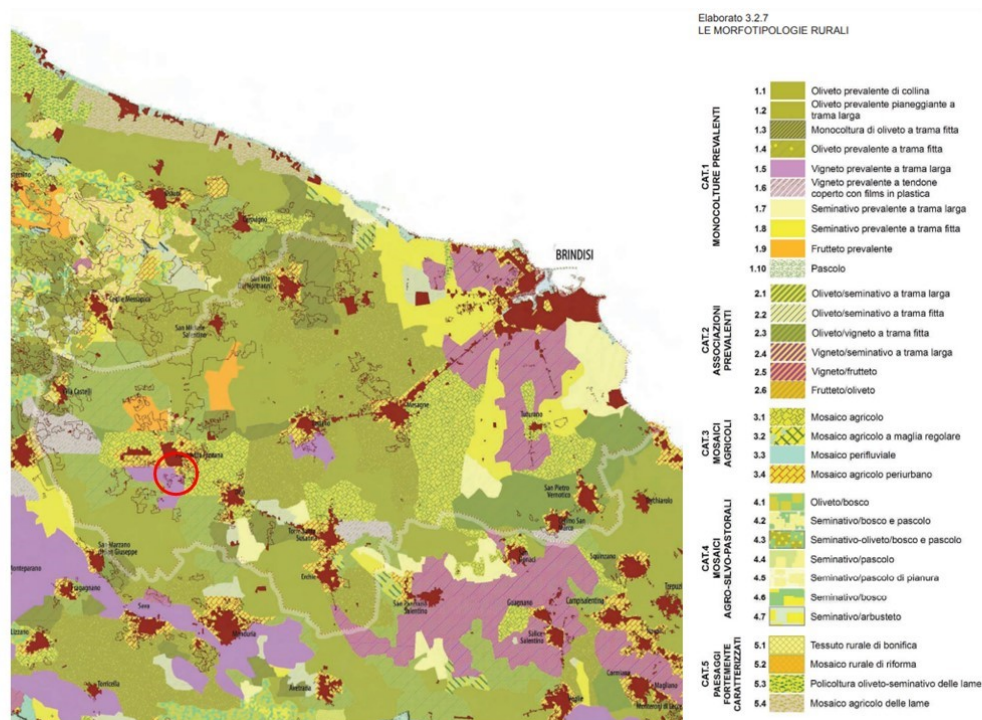 Elaborato 3.2.7
LE MORFOTIPOLOGIE RURALI
BRINDISI
San Vita
San Michele
Salentino
Villa Castelli
San Pietro
Vernotico
San Marzano
Monteparano
Erchie
San Pancrazio
Salentina
Guagnano
Campisalentina
Squinzano
Salice
Salentino
Lizzano
Sava
Torricella
Avetrana
Carmiano
Magliano
CAT.1
MONOCOLTURE PREVALENTI
1.1 Oliveto prevalente di collina
1.2 Oliveto prevalente pianeggiante a
trama larga
1.3 Monocoltura di oliveto a trama fitta
1.4 Oliveto prevalente a trama fitta
1.5 Vigneto prevalente a trama larga
1.6 Vigneto prevalente a tendone
coperto con films in plastica
1.7 Seminativo prevalente a trama larga
1.8 Seminativo prevalente a trama fitta
1.9 Frutteto prevalente
1.10 Pascolo
CAT.2
ASSOCIAZIONI
PREVALENTI
2.1 Oliveto/seminativo a trama larga
2.2 Oliveto/seminativo a trama fitta
2.3 Oliveto/vigneto a trama fitta
2.4 Vigneto/seminativo a trama larga
2.5 Vigneto/frutteto
2.6 Frutteto/oliveto
CAT.3
MOSAICI
AGRICOLI
3.1 Mosaico agricolo
3.2 Mosaico agricolo a maglia regolare
3.3 Mosaico perifluviale
3.4 Mosaico agricolo periurbano
CAT.4
MOSAICI
AGRO-SILVO-PASTORALI
4.1 Oliveto/bosco
4.2 Seminativo/bosco e pascolo
4.3 Seminativo-oliveto/bosco e pascolo
4.4 Seminativo/pascolo
4.5 Seminativo/pascolo di pianura
4.6 Seminativo/bosco
4.7 Seminativo/arbusteto
CAT.5
PAESAGGI
FORTEMENTE
CARATTERIZZATI
5.1 Tessuto rurale di bonifica
5.2 Mosaico rurale di riforma
5.3 Policoltura oliveto-seminativo delle lame
5.4 Mosaico agricolo delle lame